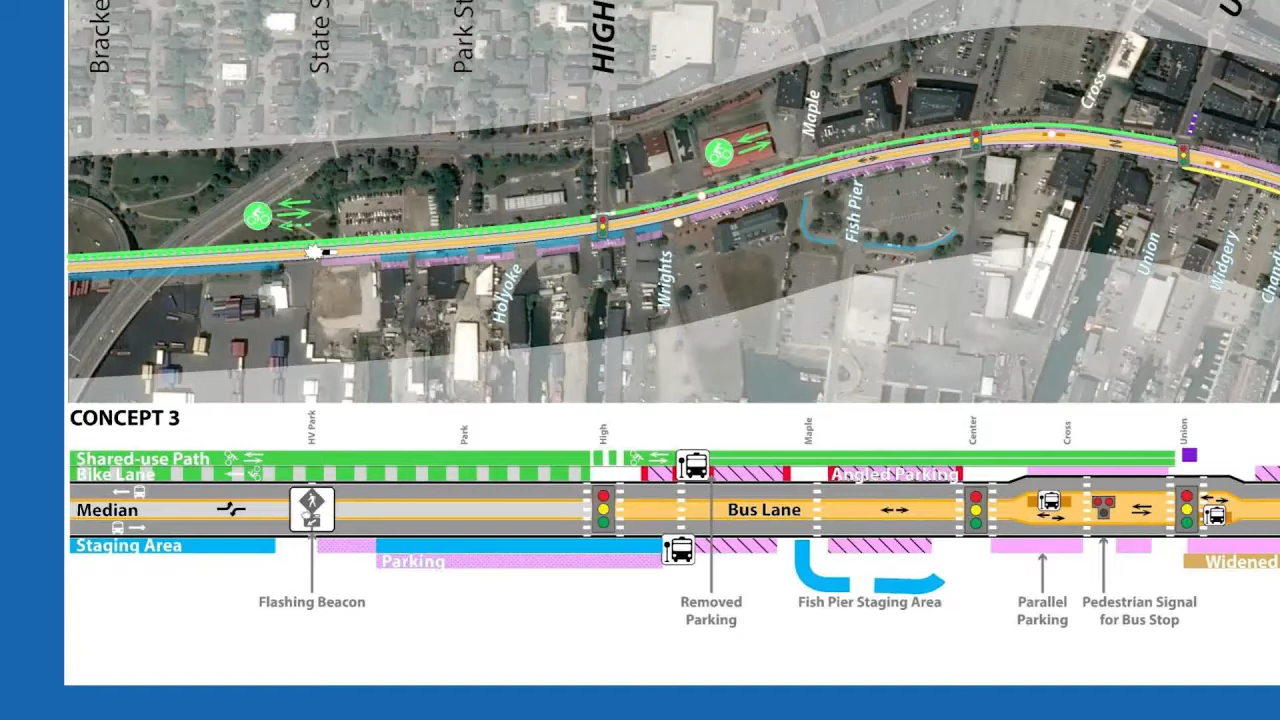 Bracke
State S
Park St
HIGH
U
Maple
Cross
Fish Pier
Holyoke
Wrights
Union
Widgery
Chandl
CONCEPT 3
HV Park
Park
High
Maple
Center
Cross
Union
Shared-use Path
Bike Lane
Angled Parking
Median
Bus Lane
Staging Area
Parking
Widened
Flashing Beacon
Removed
Parking
Fish Pier Staging Area
Parallel
Parking
Pedestrian Signal
for Bus Stop